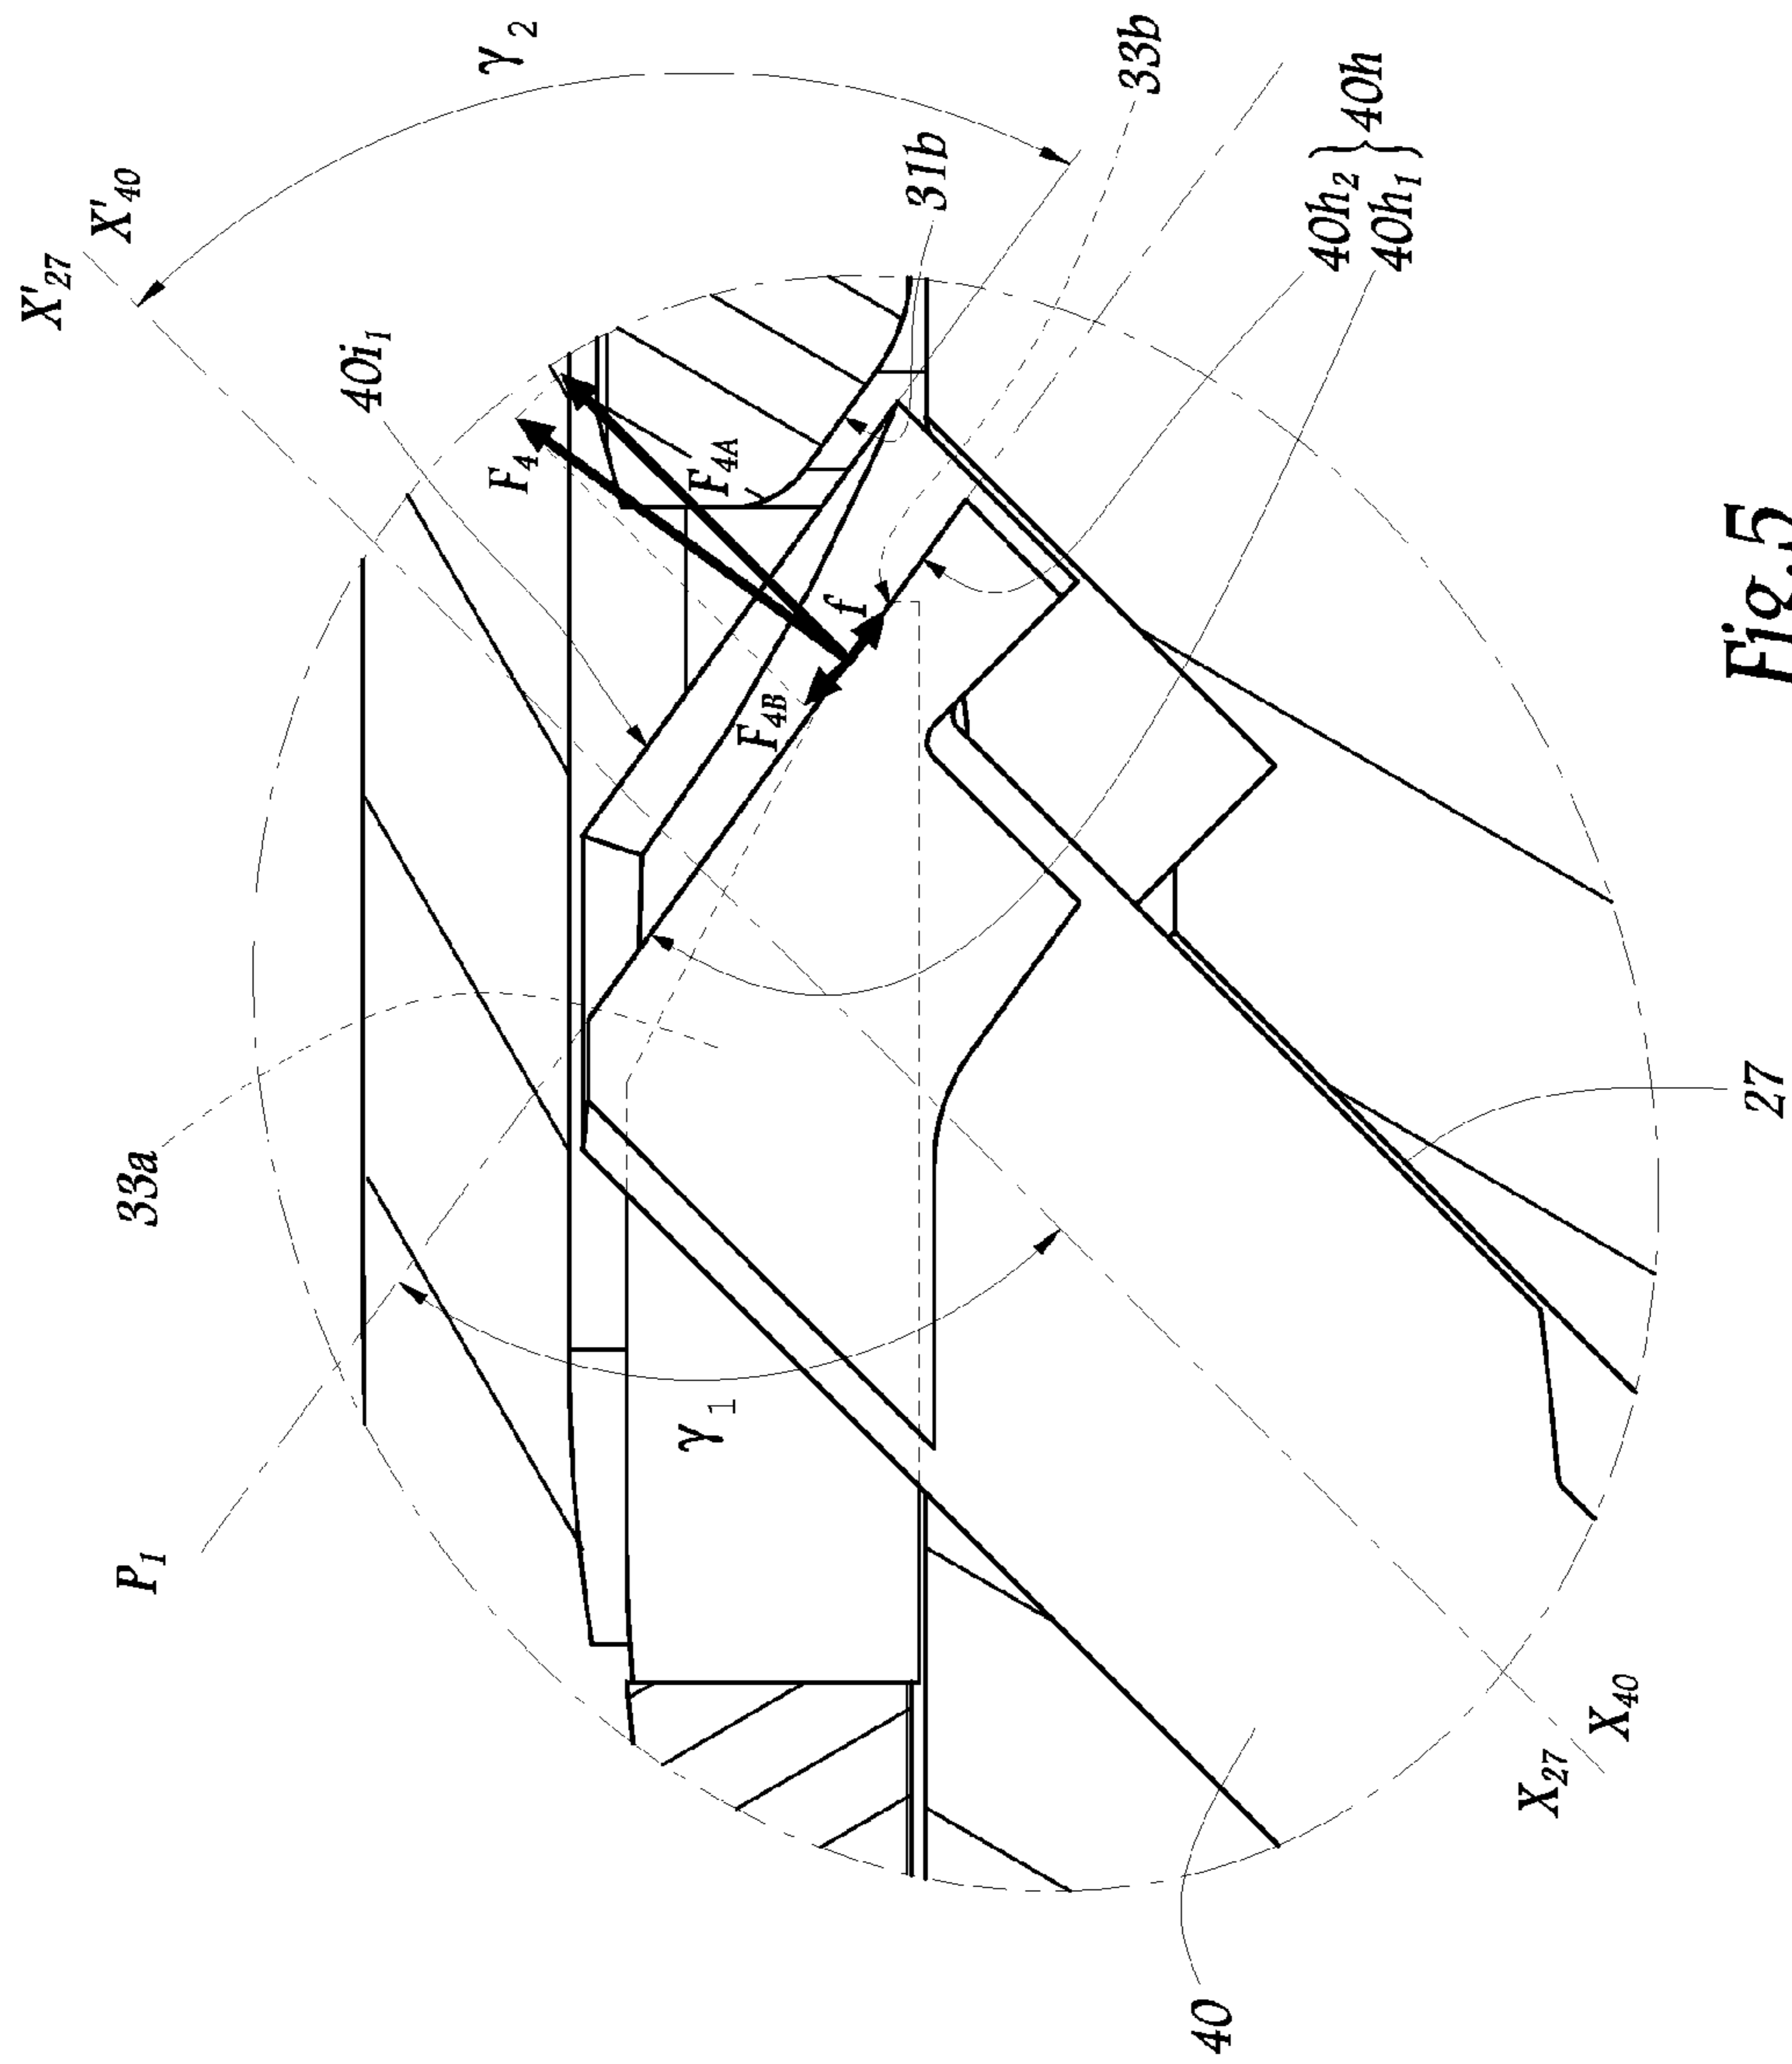 X'₂₇
X'₄₀
γ₂
40i₁
31b
33b
40h₂ } 40h
40h₁
F₄
F₄A
f
F₄B
33a
P₁
γ₁
27
X₂₇
X₄₀
40
Fig.5